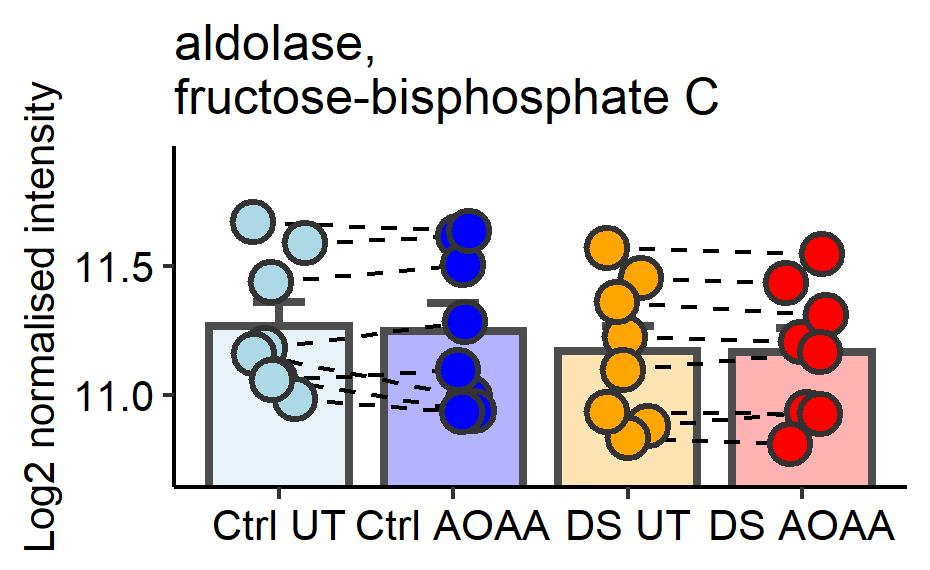 aldolase,
fructose-bisphosphate C
Log2 normalised intensity
11.5
11.0
Ctrl UT
Ctrl AOAA
DS UT
DS AOAA